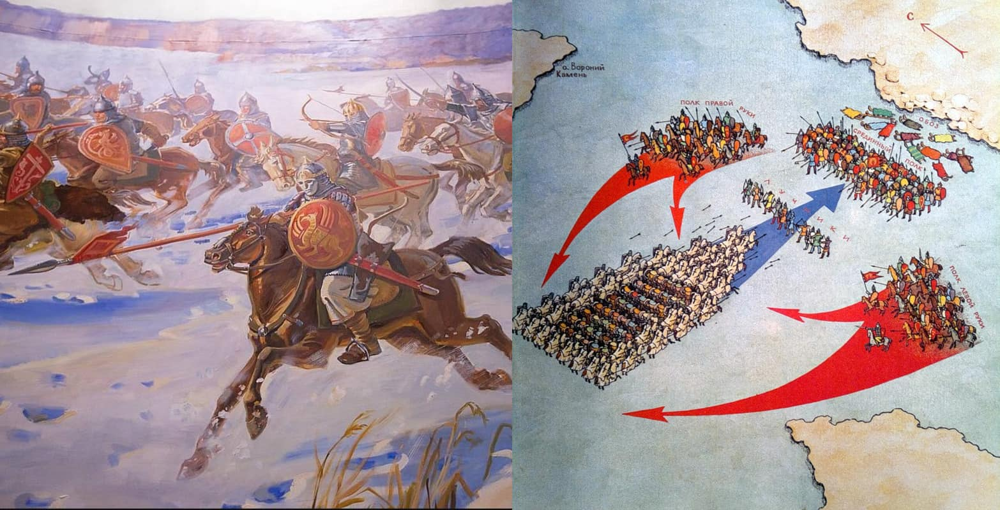 С
о. Вороний
Камень
ПОЛК ПРАВОЙ РУКИ
ОБОЗ
СРЕДИННЫЙ
ПОЛК
ЛУЧНИКИ
ПОЛК ЛЕВОЙ РУКИ